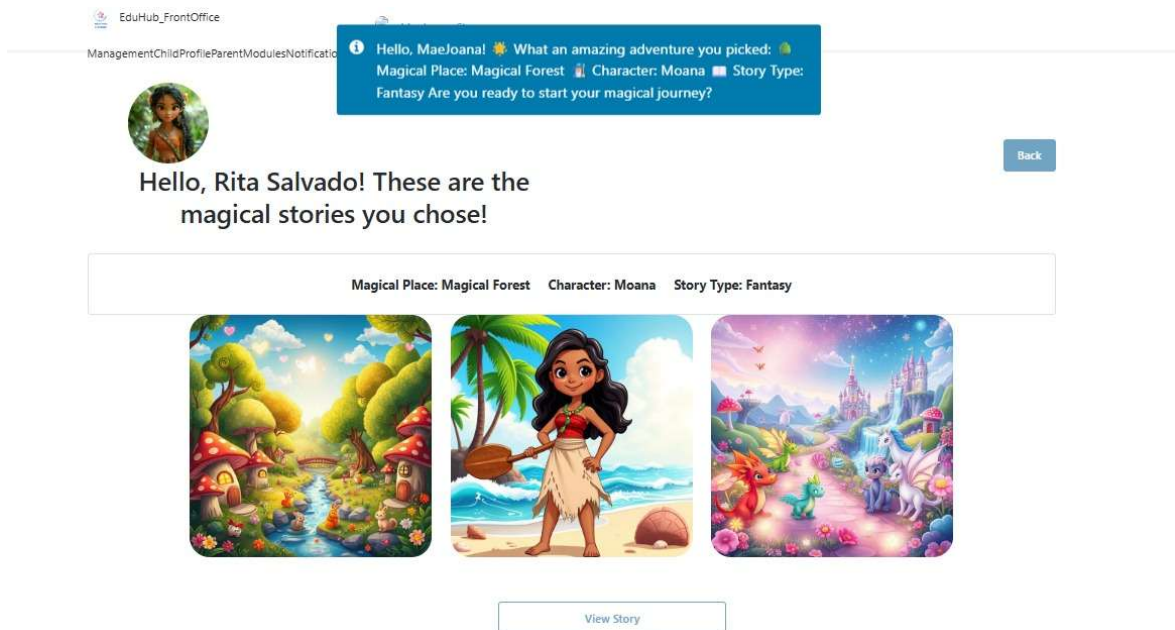 EduHub_FrontOffice
ManagementChildProfileParentModulesNotificatio
Hello, MaeJoana! 🌟 What an amazing adventure you picked:
Magical Place: Magical Forest Character: Moana 📖 Story Type:
Fantasy Are you ready to start your magical journey?
Back
Hello, Rita Salvado! These are the
magical stories you chose!
Magical Place: Magical Forest Character: Moana Story Type: Fantasy
View Story